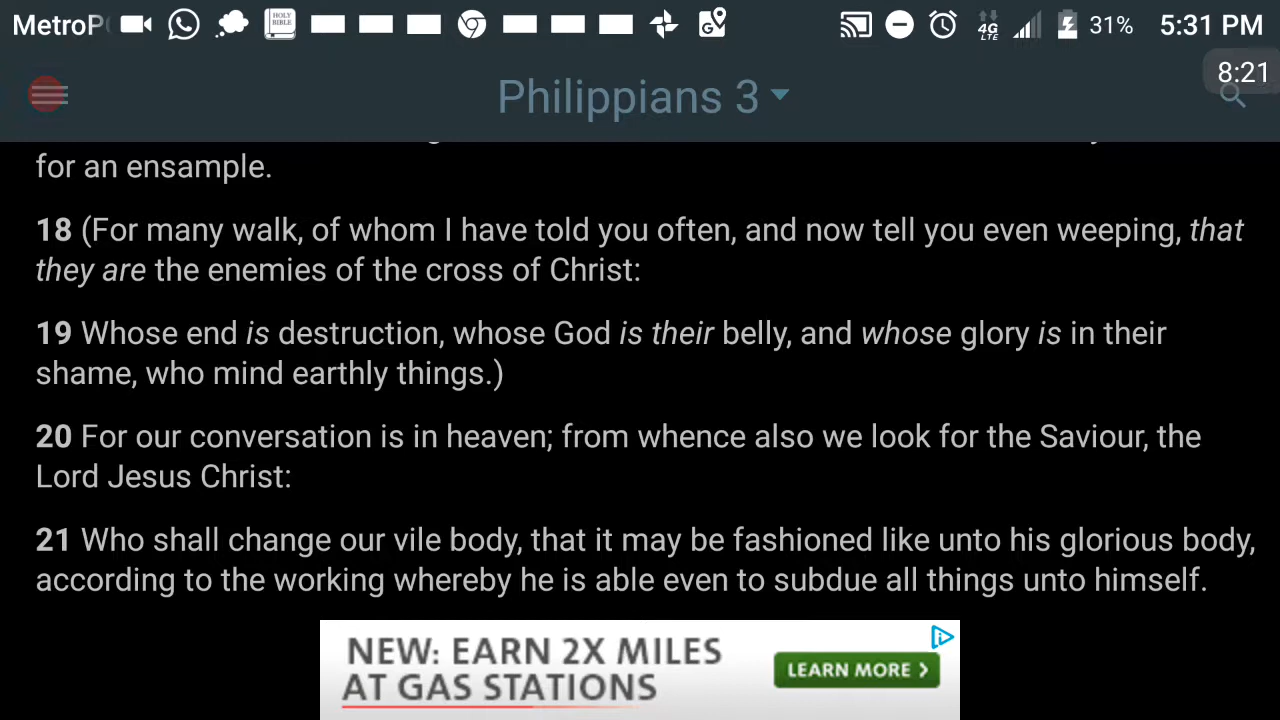 MetroP
HOLY BIBLE
G
4G LTE
31%
5:31 PM
8:21
Philippians 3
for an ensample.
18 (For many walk, of whom I have told you often, and now tell you even weeping, that
they are the enemies of the cross of Christ:
19 Whose end is destruction, whose God is their belly, and whose glory is in their
shame, who mind earthly things.)
20 For our conversation is in heaven; from whence also we look for the Saviour, the
Lord Jesus Christ:
21 Who shall change our vile body, that it may be fashioned like unto his glorious body,
according to the working whereby he is able even to subdue all things unto himself.
NEW: EARN 2X MILES
AT GAS STATIONS
LEARN MORE >